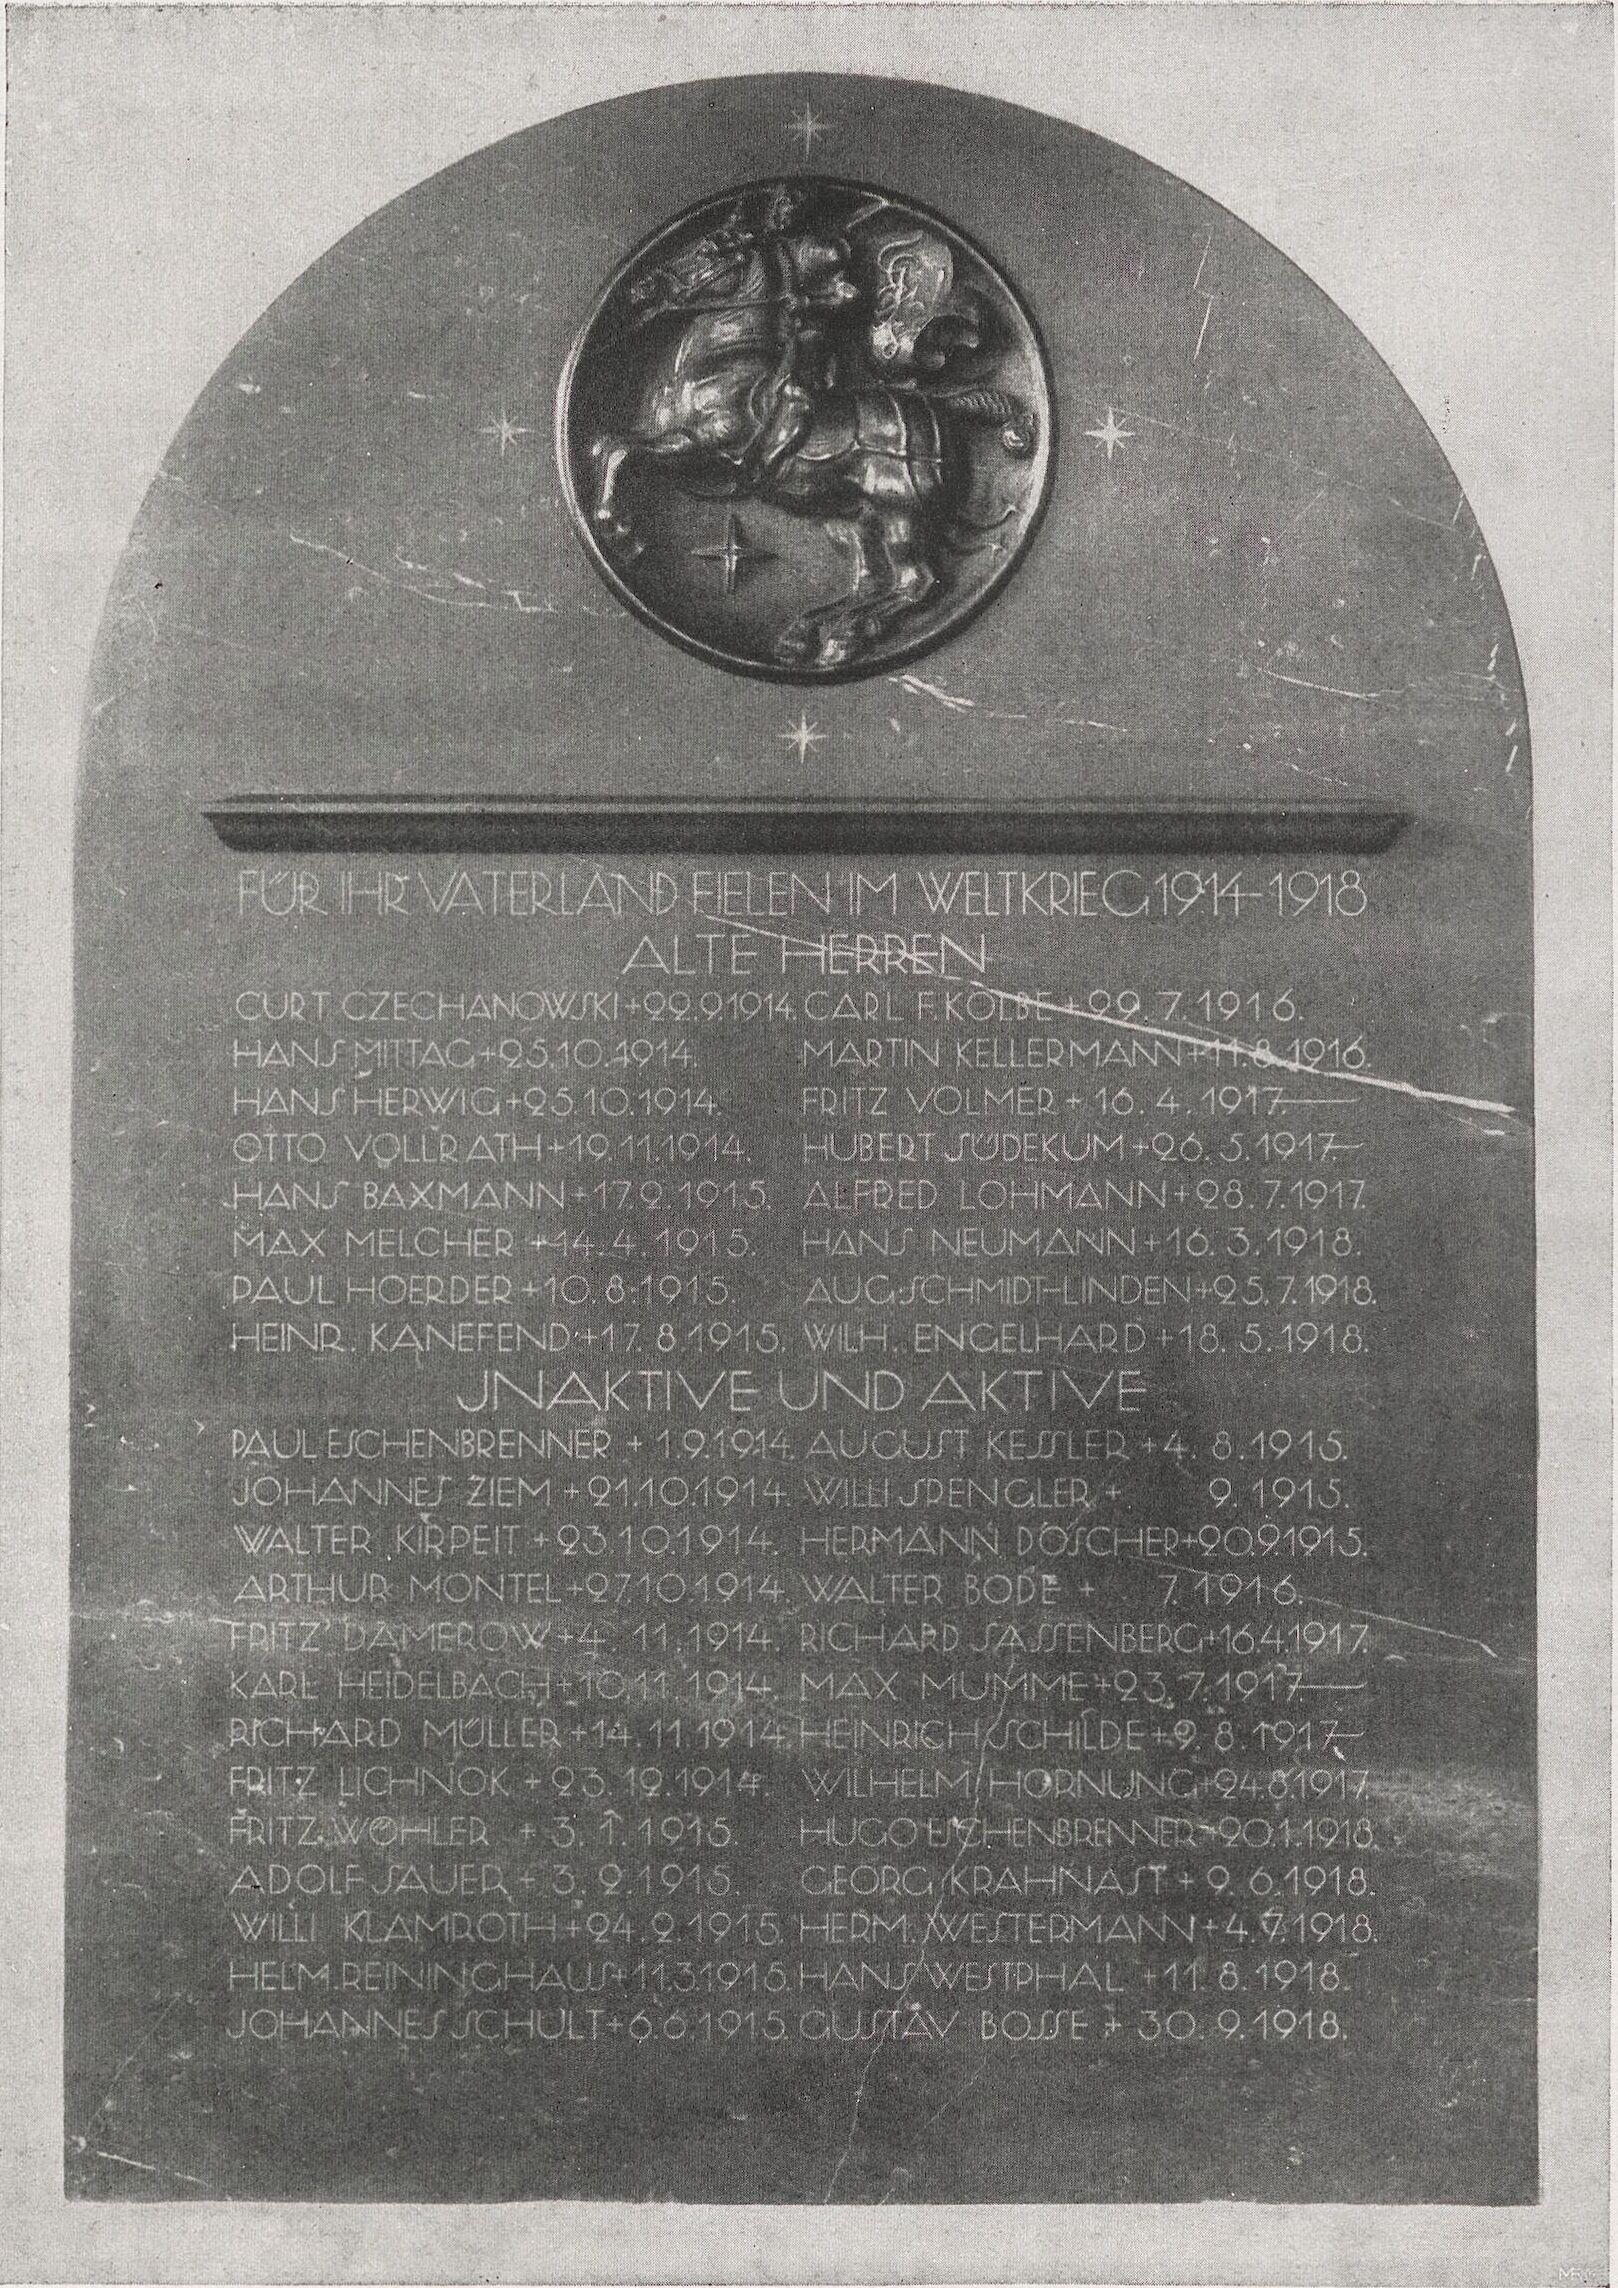 FÜR IHR VATERLAND FIELEN IM WELTKRIEG 1914-1918
ALTE HERREN
CURT CZECHANOWSKI + 22.9.1914. CARL F. KOLBE + 29.7.1916.
HANS MITTAG + 25.10.1914. MARTIN KELLERMANN + 11.8.1916.
HANS HERWIG + 25.10.1914. FRITZ VOLMER + 16.4.1917.
OTTO VOLLRATH + 19.11.1914. HUBERT SÜDEKUM + 26.5.1917
HANS BAXMANN + 17.2.1915. ALFRED LOHMANN + 28.7.1917.
MAX MELCHER + 14.4.1915. HANS NEUMANN + 16.3.1918.
PAUL HOERDER + 10.8.1915. AUG. SCHMIDT-LINDEN + 25.7.1918.
HEINR. KANEFEND + 17.8.1915. WILH. ENGELHARD + 18.5.1918.
JNAKTIVE UND AKTIVE
PAUL ESCHENBRENNER + 1.9.1914. AUGUST KESSLER + 4.8.1915.
JOHANNES ZIEM + 21.10.1914. WILLI SPENGLER + 9.1915.
WALTER KIRPEIT + 23.10.1914. HERMANN DÖSCHER + 20.9.1915.
ARTHUR MONTEL + 27.10.1914. WALTER BODE + 7.1916.
FRITZ DAMEROW + 4.11.1914. RICHARD SASSENBERG + 16.4.1917.
KARL HEIDELBACH + 10.11.1914. MAX MUMME + 23.7.1917.
RICHARD MÜLLER + 14.11.1914. HEINRICH SCHILDE + 9.8.1917
FRITZ LICHNOK + 23.12.1914. WILHELM HORNUNG + 24.8.1917.
FRITZ WÖHLER + 3.1.1915. HUGO ESCHENBRENNER + 20.1.1918.
ADOLF SAUER + 3.2.1915. GEORG KRAHNAST + 9.6.1918.
WILLI KLAMROTH + 24.2.1915. HERM. WESTERMANN + 4.7.1918.
HELM. REININGHAUS + 11.3.1915. HANS WESTPHAL + 11.8.1918.
JOHANNES SCHULT + 6.6.1915. GUSTAV BOSSE + 30.9.1918.